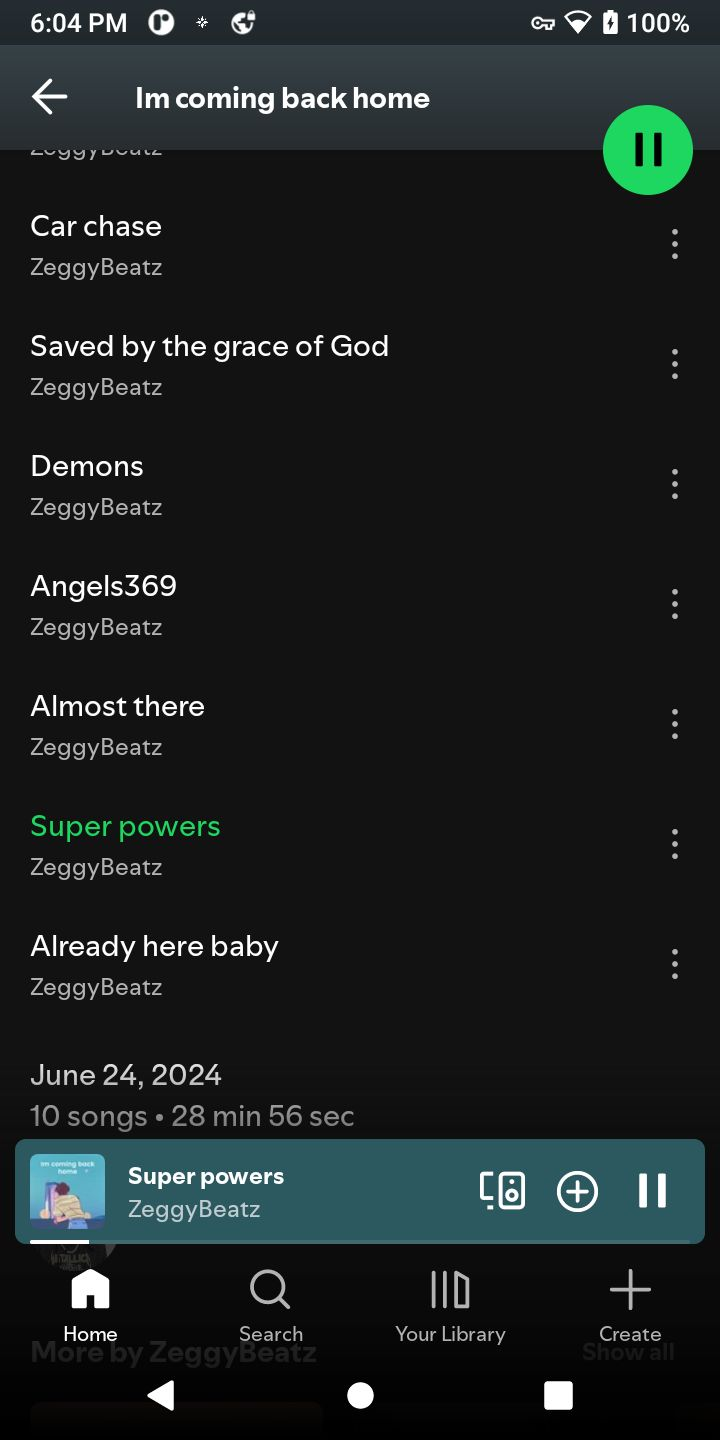 6:04 PM
100%
Im coming back home
ZeggyBeatz
Car chase
ZeggyBeatz
Saved by the grace of God
ZeggyBeatz
Demons
ZeggyBeatz
Angels369
ZeggyBeatz
Almost there
ZeggyBeatz
Super powers
ZeggyBeatz
Already here baby
ZeggyBeatz
June 24, 2024
10 songs • 28 min 56 sec
Im coming back
home
Super powers
ZeggyBeatz
Home
Search
Your Library
Create
More by ZeggyBeatz
Show all